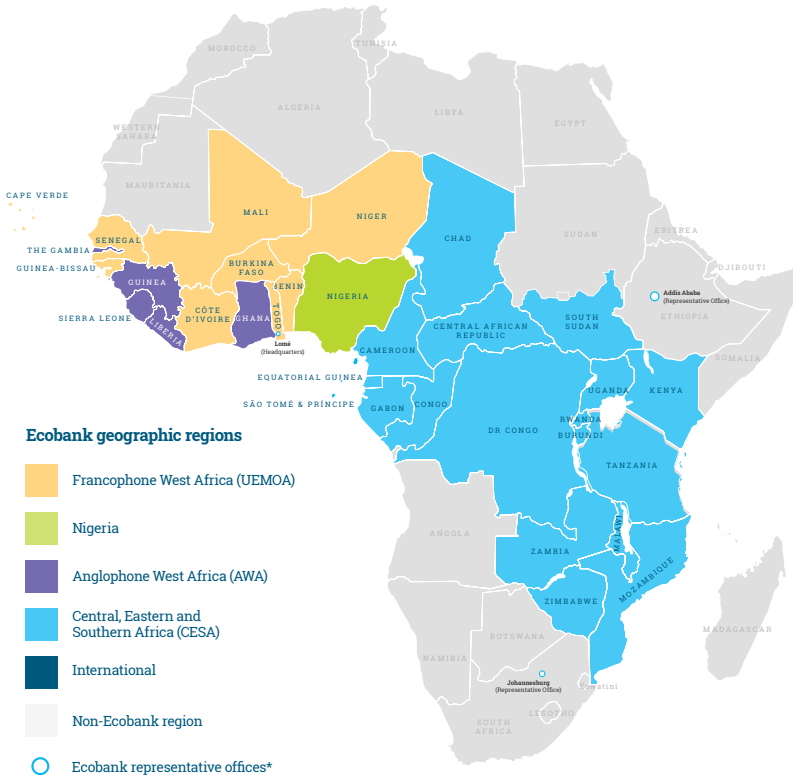 MOROCCO
TUNISIA
ALGERIA
LIBYA
EGYPT
WESTERN
SAHARA
MAURITANIA
CAPE VERDE
MALI
NIGER
CHAD
SUDAN
ERITREA
DJIBOUTI
SENEGAL
THE GAMBIA
GUINEA-BISSAU
GUINEA
BURKINA
FASO
BENIN
NIGERIA
Addis Ababa
(Representative Office)
ETHIOPIA
SIERRA LEONE
LIBERIA
CÔTE
D'IVOIRE
GHANA
TOGO
Lomé
(Headquarters)
CENTRAL AFRICAN
REPUBLIC
SOUTH
SUDAN
SOMALIA
CAMEROON
EQUATORIAL GUINEA
SÃO TOMÉ & PRÍNCIPE
GABON
CONGO
DR CONGO
UGANDA
KENYA
RWANDA
BURUNDI
TANZANIA
ANGOLA
ZAMBIA
MALAWI
MOZAMBIQUE
ZIMBABWE
MADAGASCAR
BOTSWANA
NAMIBIA
Johannesburg
(Representative Office)
Eswatini
LESOTHO
SOUTH
AFRICA
Ecobank geographic regions
Francophone West Africa (UEMOA)
Nigeria
Anglophone West Africa (AWA)
Central, Eastern and
Southern Africa (CESA)
International
Non-Ecobank region
Ecobank representative offices*